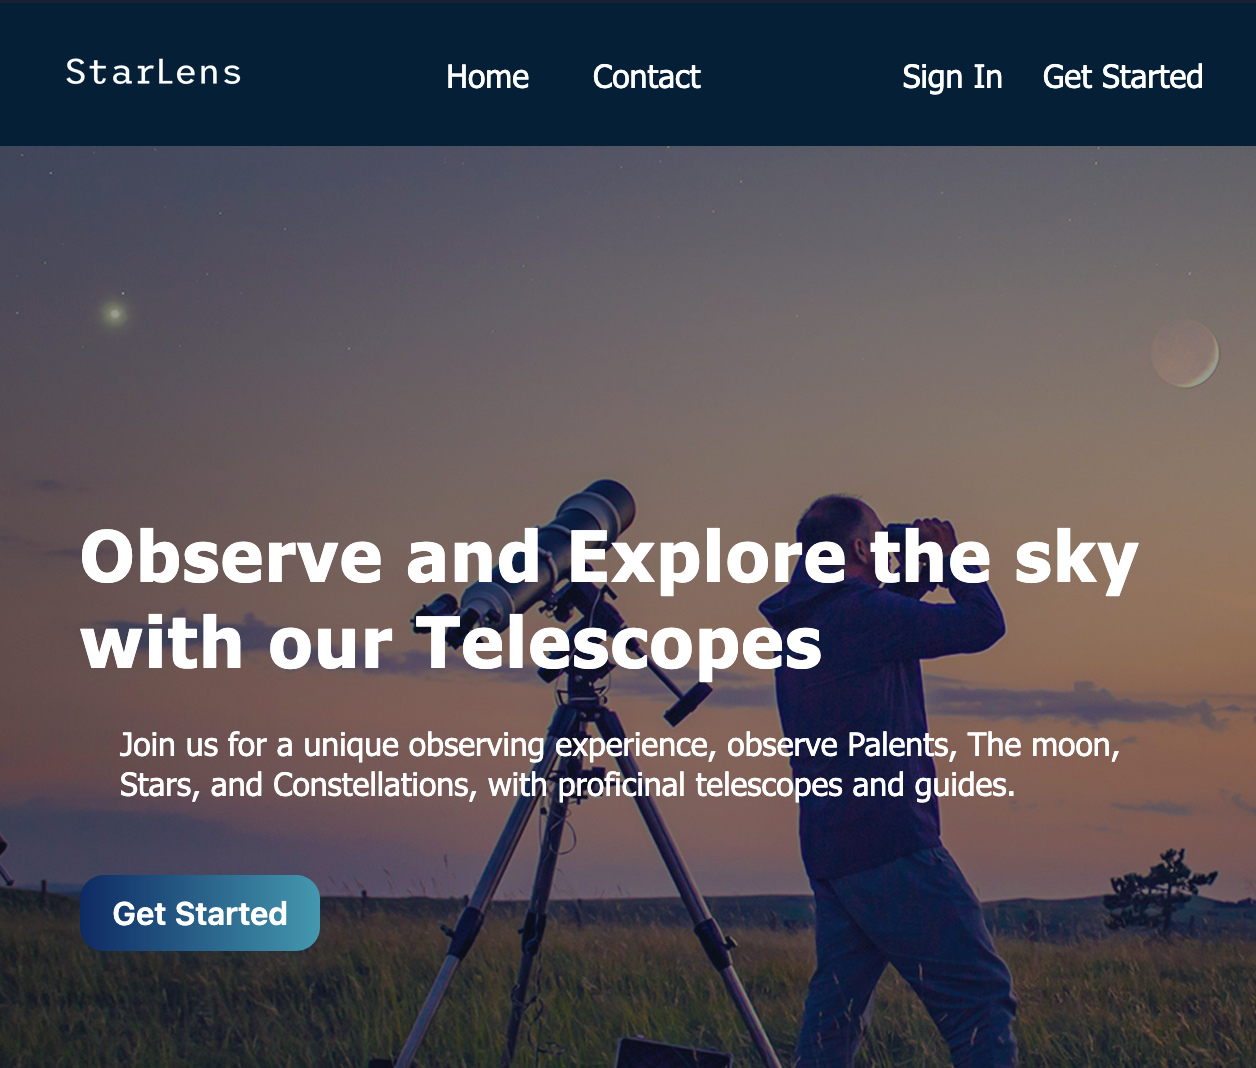 StarLens
Home
Contact
Sign In
Get Started
Observe and Explore the sky
with our Telescopes
Join us for a unique observing experience, observe Palents, The moon,
Stars, and Constellations, with proficinal telescopes and guides.
Get Started